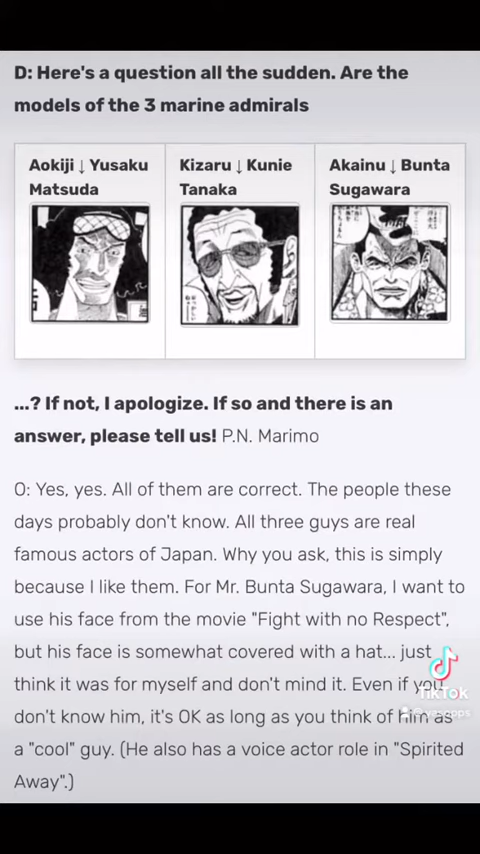 D: Here's a question all the sudden. Are the
models of the 3 marine admirals
Aokiji ↓ Yusaku
Matsuda
Kizaru ↓ Kunie
Tanaka
Akainu ↓ Bunta
Sugawara
...? If not, I apologize. If so and there is an
answer, please tell us! P.N. Marimo
O: Yes, yes. All of them are correct. The people these
days probably don't know. All three guys are real
famous actors of Japan. Why you ask, this is simply
because I like them. For Mr. Bunta Sugawara, I want to
use his face from the movie "Fight with no Respect",
but his face is somewhat covered with a hat... just
think it was for myself and don't mind it. Even if you
don't know him, it's OK as long as you think of him as
a "cool" guy. (He also has a voice actor role in "Spirited
Away".)
TikTok